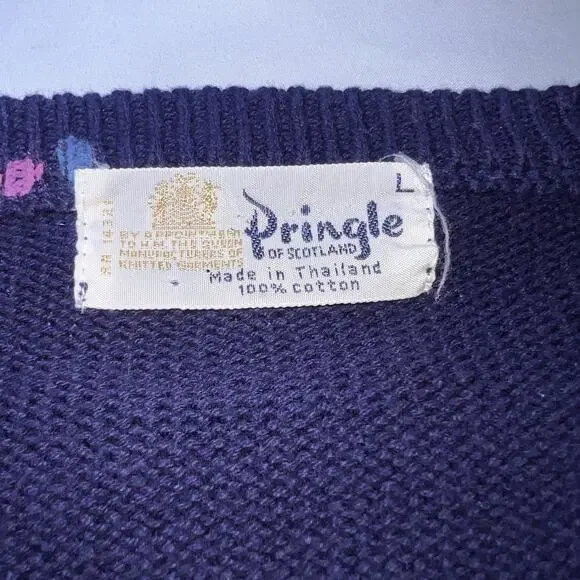 L
Pringle
OF SCOTLAND
Made in Thailand
100% cotton
BY APPOINTMENT
TO H.M. THE QUEEN
MANUFACTURERS OF
KNITTED GARMENTS